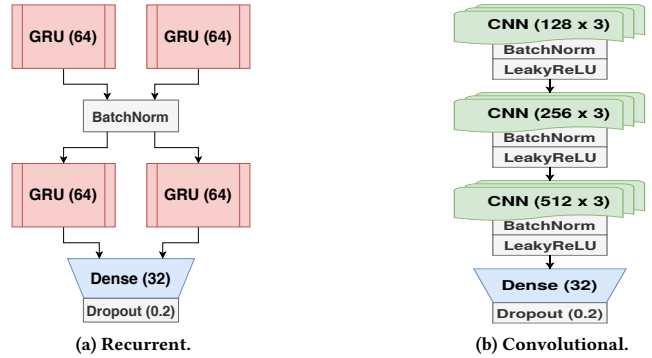 GRU (64)
GRU (64)
BatchNorm
GRU (64)
GRU (64)
Dense (32)
Dropout (0.2)
(a) Recurrent.
CNN (128 x 3)
BatchNorm
LeakyReLU
CNN (256 x 3)
BatchNorm
LeakyReLU
CNN (512 x 3)
BatchNorm
LeakyReLU
Dense (32)
Dropout (0.2)
(b) Convolutional.